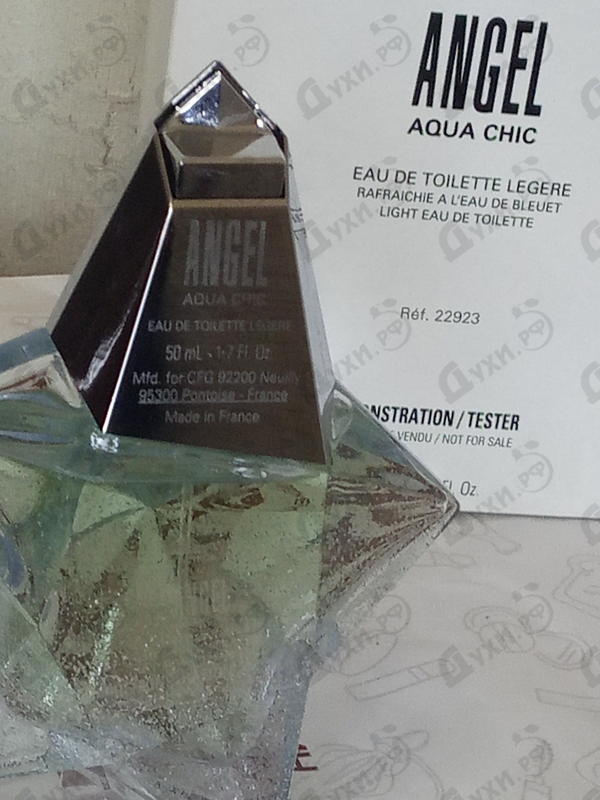 ANGEL
AQUA CHIC
EAU DE TOILETTE LEGERE
RAFRAICHIE A L'EAU DE BLEUET
LIGHT EAU DE TOILETTE
Réf. 22923
NSTRATION / TESTER
VENDU / NOT FOR SALE
Fl. Oz.
ANGEL
AQUA CHIC
EAU DE TOILETTE LEGERE
50 mL - 1.7 Fl. Oz.
Mfd. for CFG 92200 Neuilly
95300 Pontoise - France
Made in France
Духи.рф